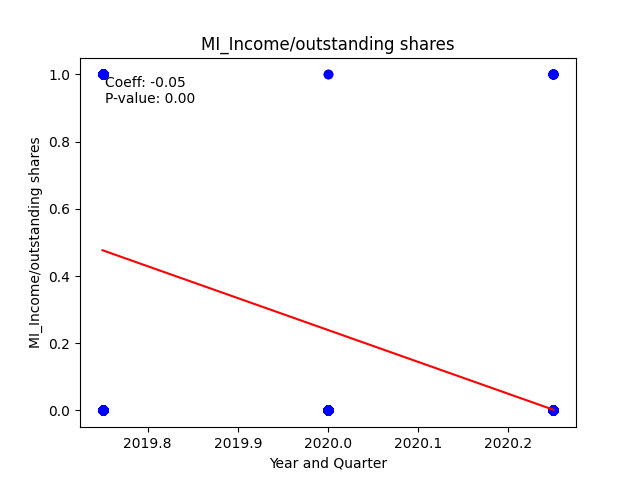 MI_Income/outstanding shares
1.0
Coeff: -0.05
P-value: 0.00
0.8
0.6
0.4
0.2
0.0
MI_Income/outstanding shares
2019.8 2019.9 2020.0 2020.1 2020.2
Year and Quarter